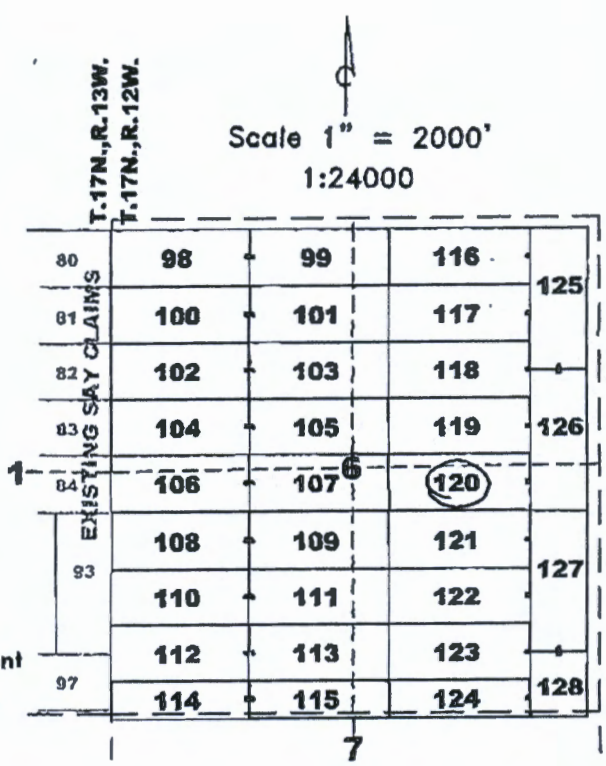 T.17N.,R.13W.
T.17N.,R.12W.
Scale 1" = 2000'
1:24000
80 98 99 116 125
81 100 101 117
EXISTING SAY CLAIMS
82 102 103 118
83 104 105 119 126
1 6
84 106 107 120
108 109 121
93 127
110 111 122
nt 112 113 123
97 128
114 115 124
7